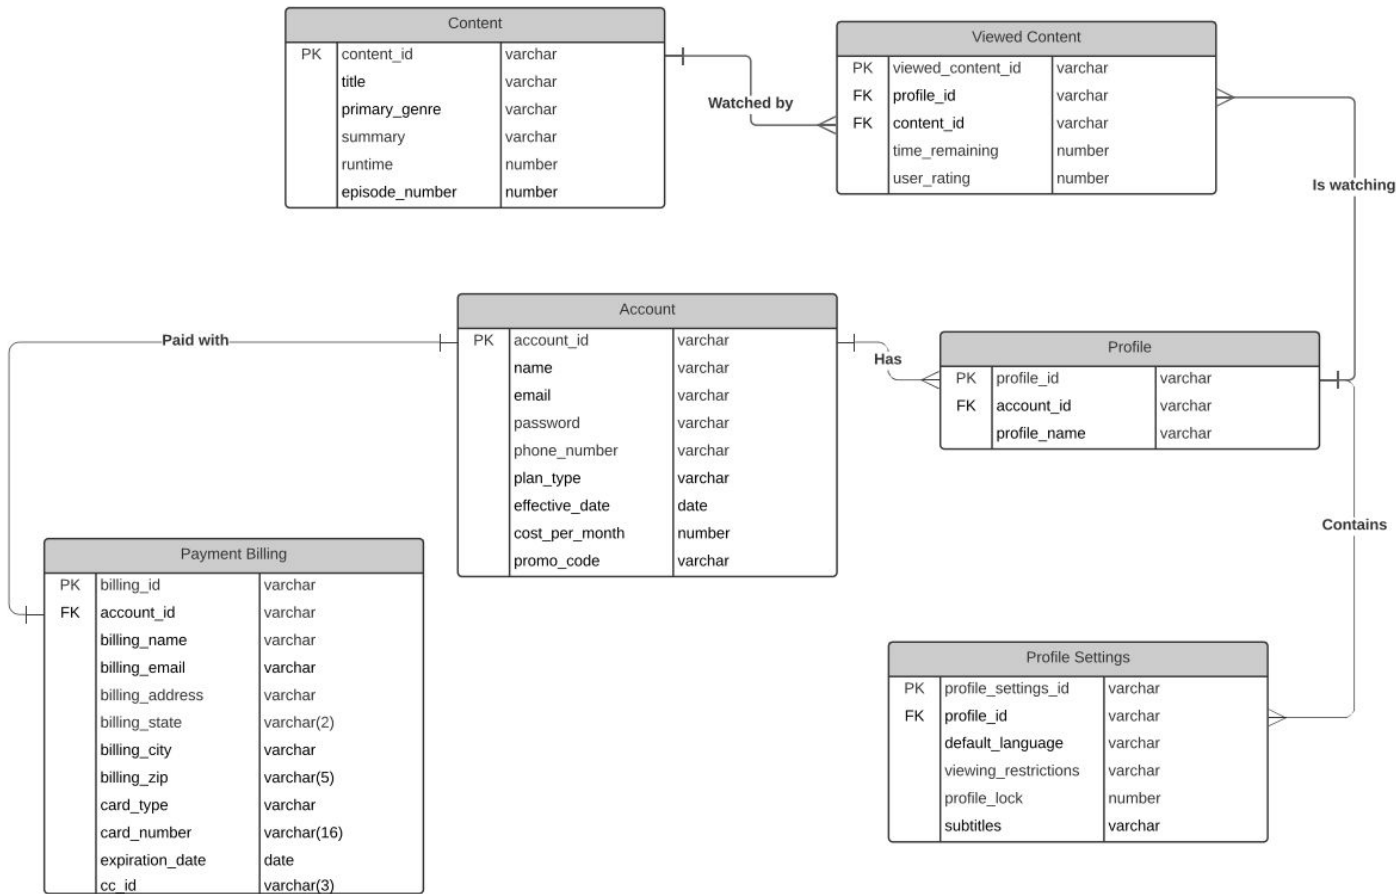 Content
PK content_id varchar
title varchar
primary_genre varchar
summary varchar
runtime number
episode_number number
Watched by
Viewed Content
PK viewed_content_id varchar
FK profile_id varchar
FK content_id varchar
time_remaining number
user_rating number
Is watching
Paid with
Account
PK account_id varchar
name varchar
email varchar
password varchar
phone_number varchar
plan_type varchar
effective_date date
cost_per_month number
promo_code varchar
Has
Profile
PK profile_id varchar
FK account_id varchar
profile_name varchar
Contains
Payment Billing
PK billing_id varchar
FK account_id varchar
billing_name varchar
billing_email varchar
billing_address varchar
billing_state varchar(2)
billing_city varchar
billing_zip varchar(5)
card_type varchar
card_number varchar(16)
expiration_date date
cc_id varchar(3)
Profile Settings
PK profile_settings_id varchar
FK profile_id varchar
default_language varchar
viewing_restrictions varchar
profile_lock number
subtitles varchar